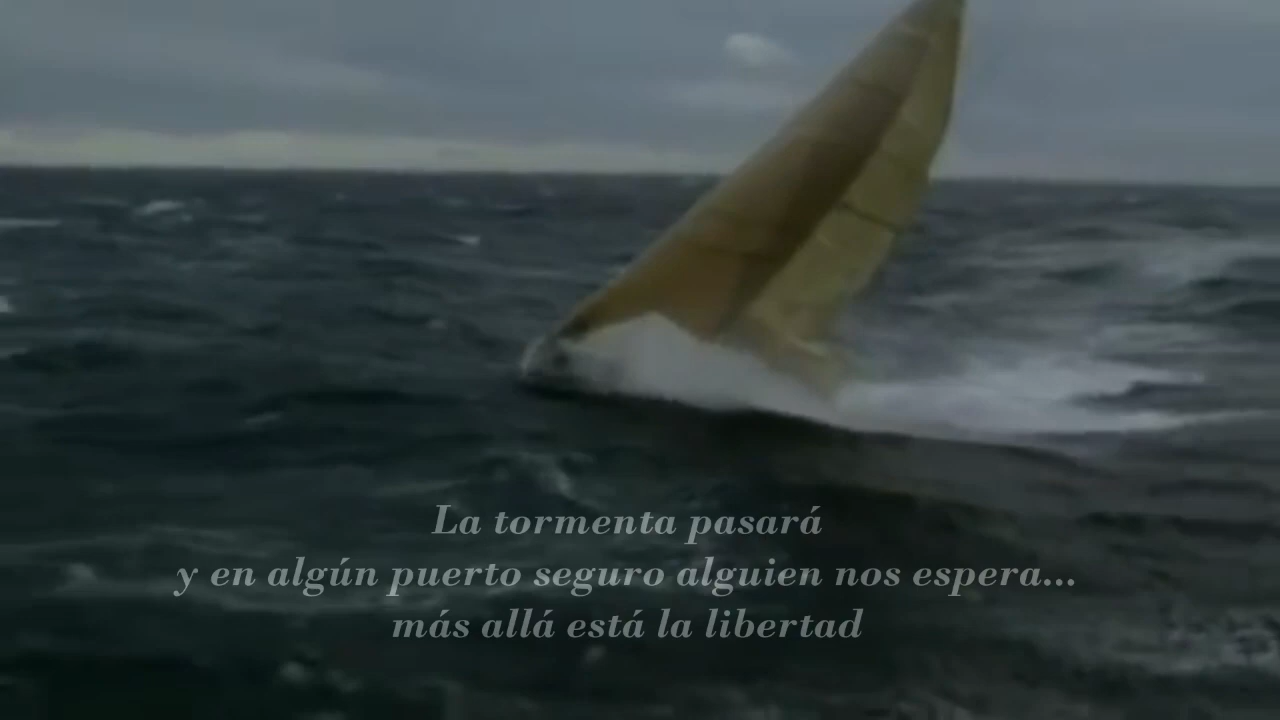 La tormenta pasará
y en algún puerto seguro alguien nos espera...
más allá está la libertad